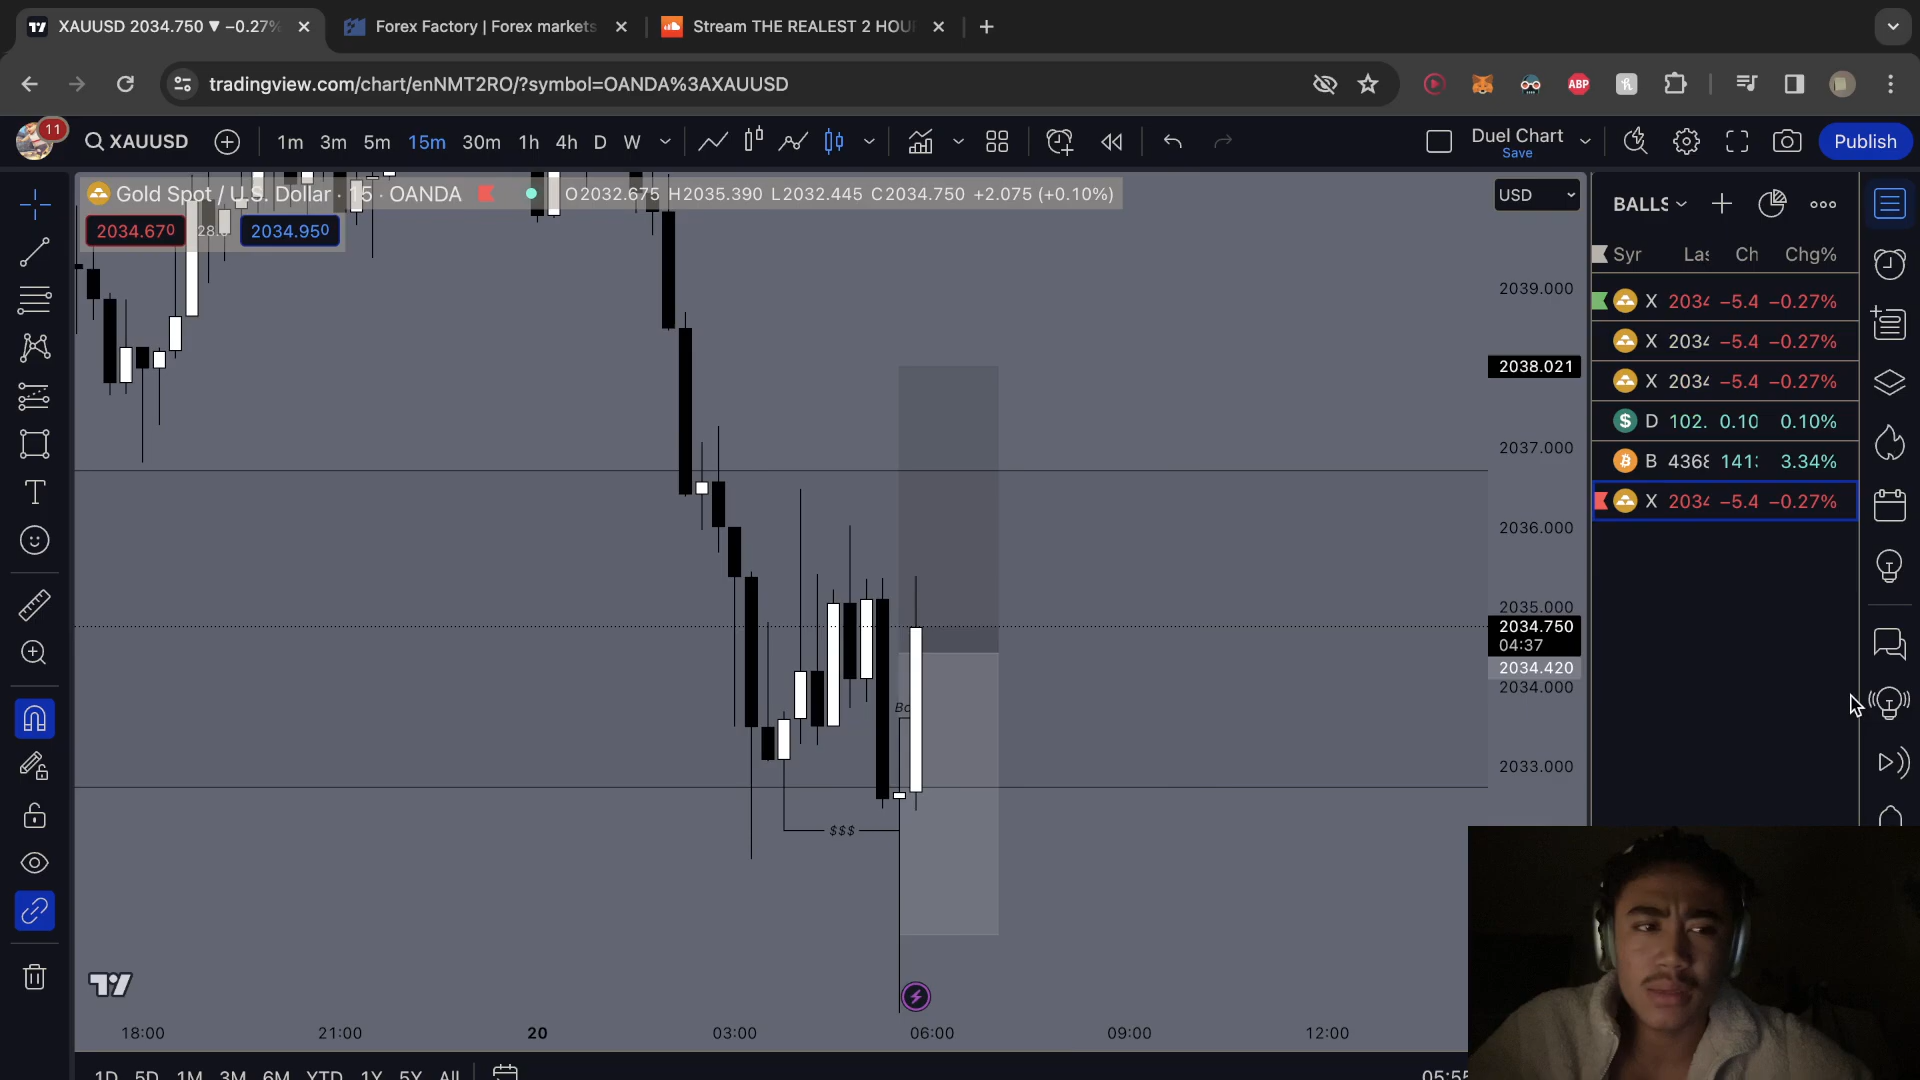 XAUUSD 2034.750 ▼ −0.27%
Forex Factory | Forex markets
Stream THE REALEST 2 HOU
tradingview.com/chart/enNMT2RO/?symbol=OANDA%3AXAUUSD
ABP
11
XAUUSD
1m 3m 5m 15m 30m 1h 4h D W
Duel Chart
Save
Publish
Gold Spot / U.S. Dollar · 15 · OANDA
O2032.675 H2035.390 L2032.445 C2034.750 +2.075 (+0.10%)
2034.670
28.
2034.950
USD
BALLS
Syr Las Ch Chg%
X 2034 −5.4 −0.27%
X 2034 −5.4 −0.27%
X 2034 −5.4 −0.27%
D 102. 0.10 0.10%
B 4368 141 3.34%
X 2034 −5.4 −0.27%
2039.000
2038.021
2037.000
2036.000
2035.000
2034.750
04:37
2034.420
2034.000
2033.000
$$$
18:00 21:00 20 03:00 06:00 09:00 12:00
1D 5D 1M 3M 6M YTD 1Y 5Y All
05:55